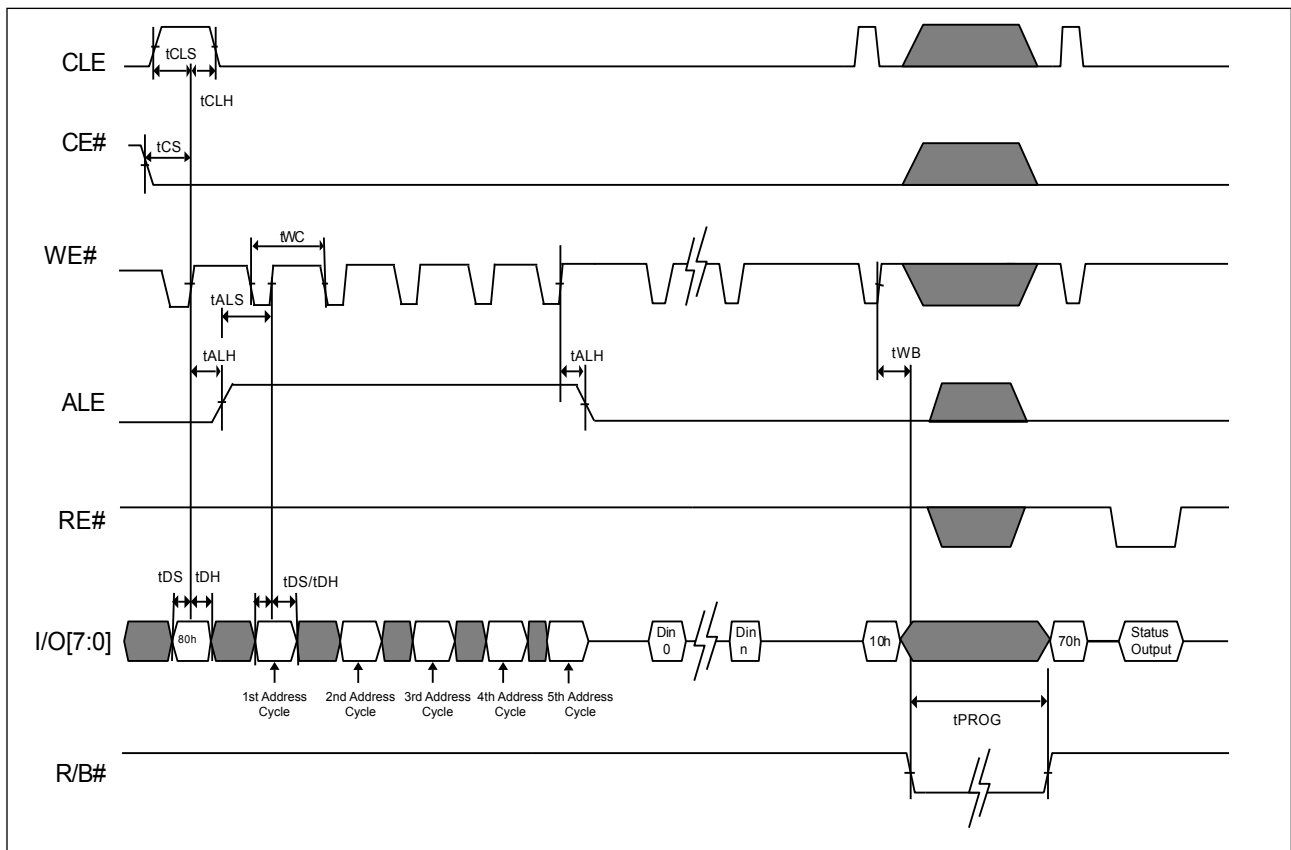 CLE
tCLS
tCLH
CE#
tCS
WE#
tWC
tALS
tALH
tALH
tWB
ALE
RE#
tDS
tDH
tDS/tDH
I/O[7:0]
80h
Din
0
Din
n
10h
70h
Status
Output
1st Address
Cycle
2nd Address
Cycle
3rd Address
Cycle
4th Address
Cycle
5th Address
Cycle
tPROG
R/B#